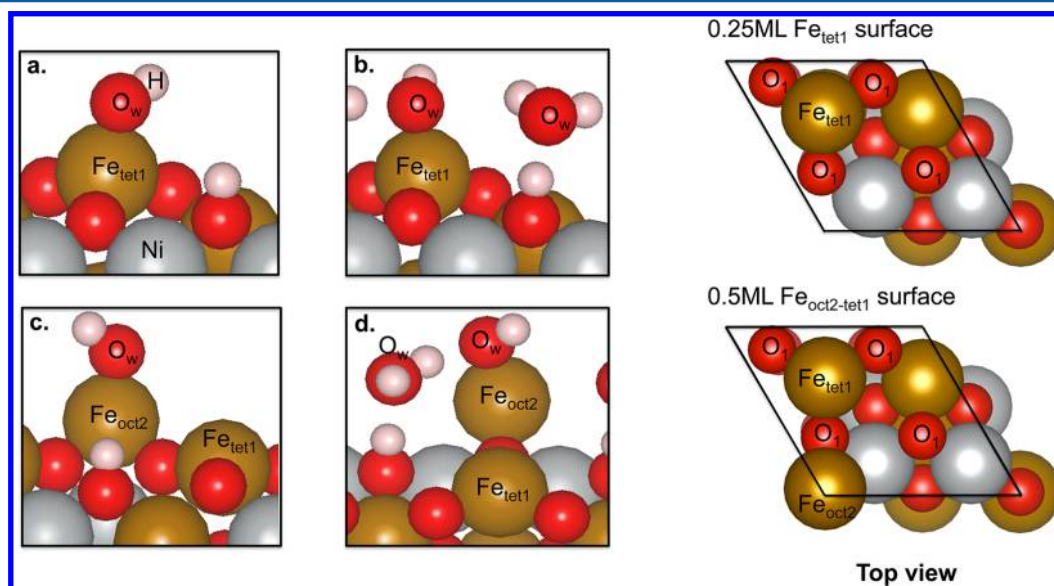 a.
H
Ow
Fetet1
Ni
b.
Ow
Ow
Fetet1
c.
Ow
Feoct2
Fetet1
d.
Ow
Ow
Feoct2
Fetet1
0.25ML Fetet1 surface
O1
O1
Fetet1
O1
O1
0.5ML Feoct2-tet1 surface
O1
O1
Fetet1
O1
O1
Feoct2
Top view